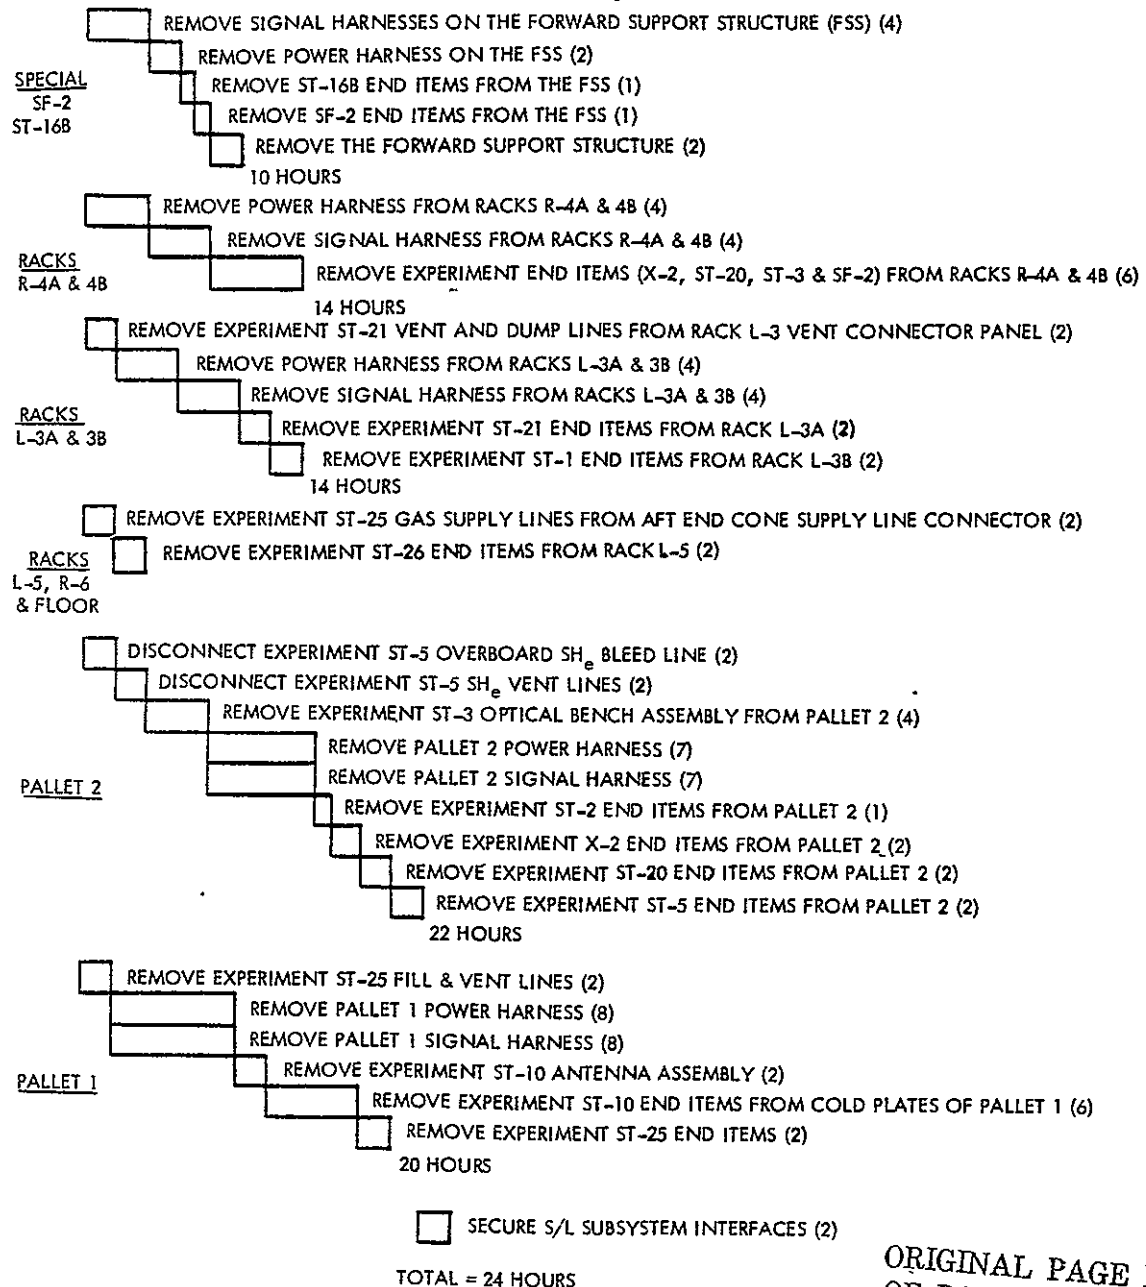 REMOVE SIGNAL HARNESSES ON THE FORWARD SUPPORT STRUCTURE (FSS) (4)
REMOVE POWER HARNESS ON THE FSS (2)
SPECIAL
SF-2
ST-16B
REMOVE ST-16B END ITEMS FROM THE FSS (1)
REMOVE SF-2 END ITEMS FROM THE FSS (1)
REMOVE THE FORWARD SUPPORT STRUCTURE (2)
10 HOURS
REMOVE POWER HARNESS FROM RACKS R-4A & 4B (4)
REMOVE SIGNAL HARNESS FROM RACKS R-4A & 4B (4)
RACKS
R-4A & 4B
REMOVE EXPERIMENT END ITEMS (X-2, ST-20, ST-3 & SF-2) FROM RACKS R-4A & 4B (6)
14 HOURS
REMOVE EXPERIMENT ST-21 VENT AND DUMP LINES FROM RACK L-3 VENT CONNECTOR PANEL (2)
REMOVE POWER HARNESS FROM RACKS L-3A & 3B (4)
REMOVE SIGNAL HARNESS FROM RACKS L-3A & 3B (4)
RACKS
L-3A & 3B
REMOVE EXPERIMENT ST-21 END ITEMS FROM RACK L-3A (2)
REMOVE EXPERIMENT ST-1 END ITEMS FROM RACK L-3B (2)
14 HOURS
REMOVE EXPERIMENT ST-25 GAS SUPPLY LINES FROM AFT END CONE SUPPLY LINE CONNECTOR (2)
REMOVE EXPERIMENT ST-26 END ITEMS FROM RACK L-5 (2)
RACKS
L-5, R-6
& FLOOR
DISCONNECT EXPERIMENT ST-5 OVERBOARD SHe BLEED LINE (2)
DISCONNECT EXPERIMENT ST-5 SHe VENT LINES (2)
REMOVE EXPERIMENT ST-3 OPTICAL BENCH ASSEMBLY FROM PALLET 2 (4)
REMOVE PALLET 2 POWER HARNESS (7)
REMOVE PALLET 2 SIGNAL HARNESS (7)
PALLET 2
REMOVE EXPERIMENT ST-2 END ITEMS FROM PALLET 2 (1)
REMOVE EXPERIMENT X-2 END ITEMS FROM PALLET 2 (2)
REMOVE EXPERIMENT ST-20 END ITEMS FROM PALLET 2 (2)
REMOVE EXPERIMENT ST-5 END ITEMS FROM PALLET 2 (2)
22 HOURS
REMOVE EXPERIMENT ST-25 FILL & VENT LINES (2)
REMOVE PALLET 1 POWER HARNESS (8)
REMOVE PALLET 1 SIGNAL HARNESS (8)
PALLET 1
REMOVE EXPERIMENT ST-10 ANTENNA ASSEMBLY (2)
REMOVE EXPERIMENT ST-10 END ITEMS FROM COLD PLATES OF PALLET 1 (6)
REMOVE EXPERIMENT ST-25 END ITEMS (2)
20 HOURS
SECURE S/L SUBSYSTEM INTERFACES (2)
TOTAL = 24 HOURS
ORIGINAL PAGE